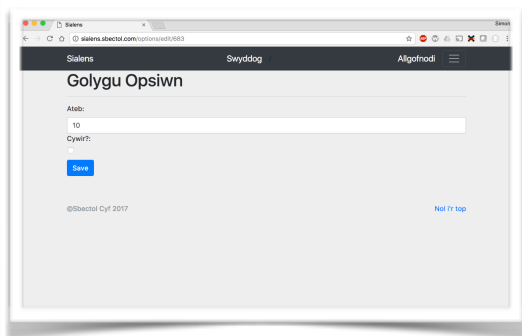 Sialens
Simon
sialens.sbectol.com/options/edit/683
Sialens Swyddog Allgofnodi
Golygu Opsiwn
Ateb:
10
Cywir?:
Save
©Sbectol Cyf 2017 Nol i'r top